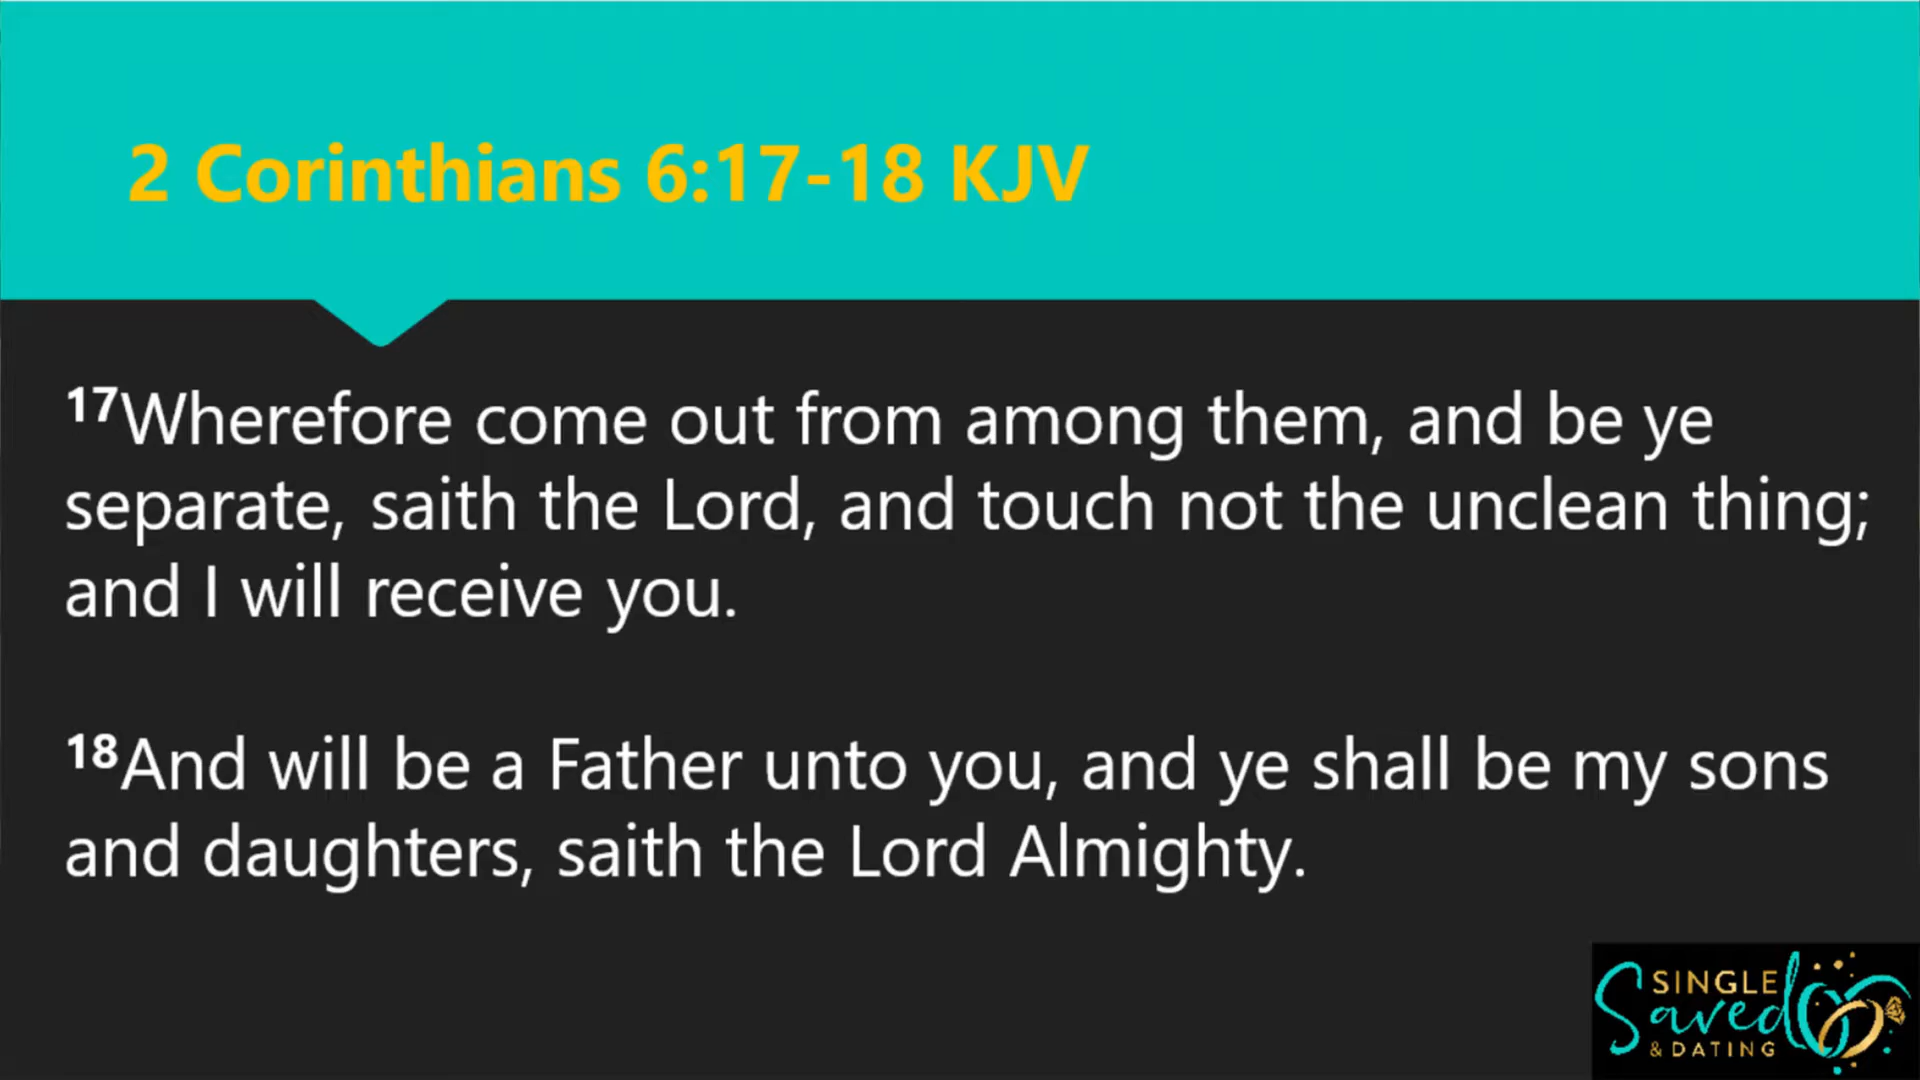 2 Corinthians 6:17-18 KJV
17Wherefore come out from among them, and be ye
separate, saith the Lord, and touch not the unclean thing;
and I will receive you.
18And will be a Father unto you, and ye shall be my sons
and daughters, saith the Lord Almighty.
SINGLE
Saved
& DATING